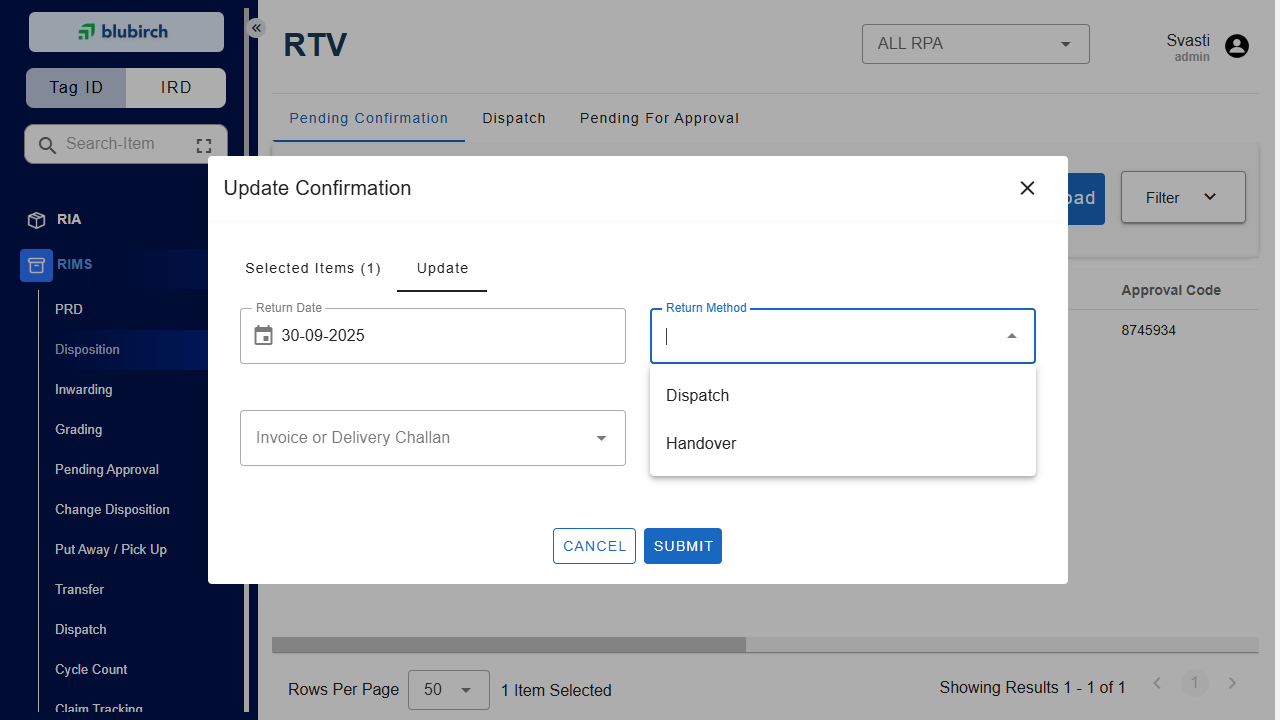 blubirch
Tag ID
IRD
Search-Item
RIA
RIMS
PRD
Disposition
Inwarding
Grading
Pending Approval
Change Disposition
Put Away / Pick Up
Transfer
Dispatch
Cycle Count
Claim Tracking
RTV
ALL RPA
Svasti
admin
Pending Confirmation
Dispatch
Pending For Approval
Filter
Approval Code
8745934
Update Confirmation
Selected Items (1)
Update
Return Date
30-09-2025
Return Method
Dispatch
Handover
Invoice or Delivery Challan
CANCEL
SUBMIT
Rows Per Page
50
1 Item Selected
Showing Results 1 - 1 of 1
1